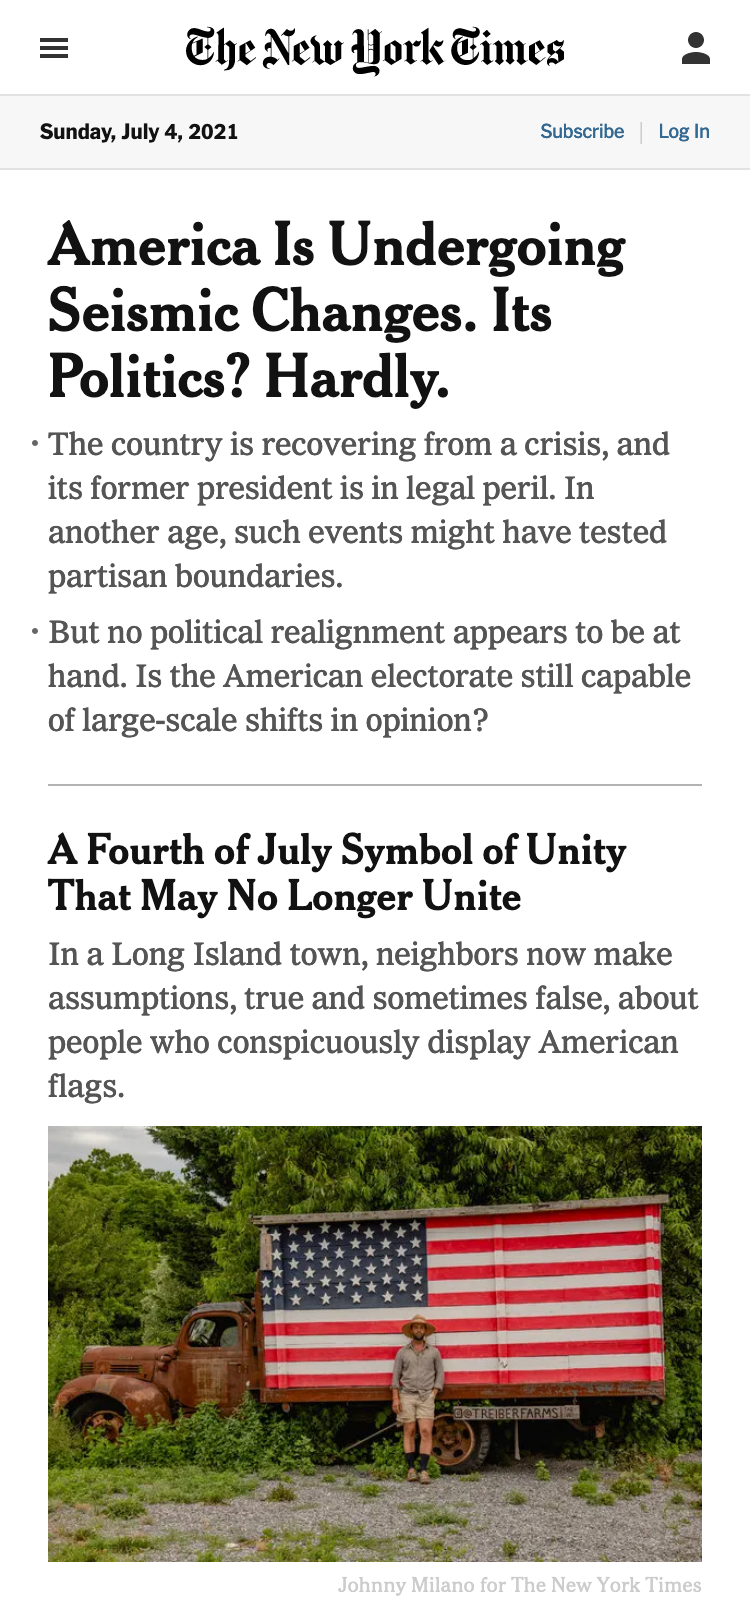 The New York Times
Sunday, July 4, 2021
Subscribe
Log In
America Is Undergoing
Seismic Changes. Its
Politics? Hardly.
• The country is recovering from a crisis, and
its former president is in legal peril. In
another age, such events might have tested
partisan boundaries.
• But no political realignment appears to be at
hand. Is the American electorate still capable
of large-scale shifts in opinion?
A Fourth of July Symbol of Unity
That May No Longer Unite
In a Long Island town, neighbors now make
assumptions, true and sometimes false, about
people who conspicuously display American
flags.
@TREIBERFARMS
Johnny Milano for The New York Times